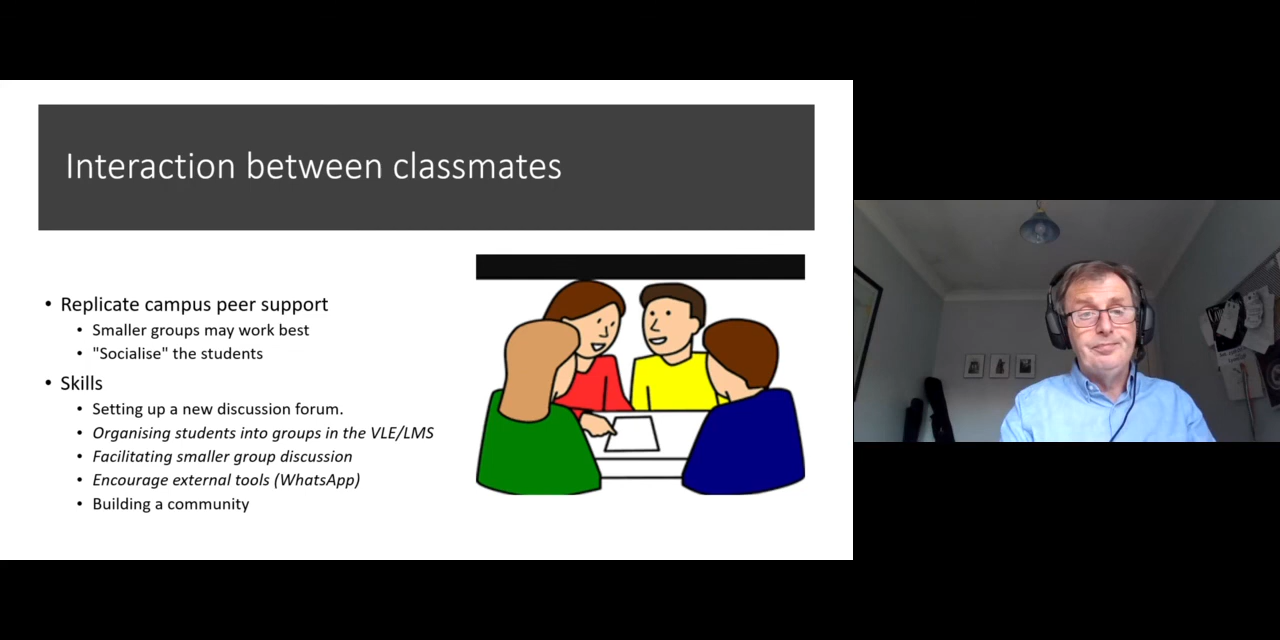 Interaction between classmates
• Replicate campus peer support
• Smaller groups may work best
• "Socialise" the students
• Skills
• Setting up a new discussion forum.
• Organising students into groups in the VLE/LMS
• Facilitating smaller group discussion
• Encourage external tools (WhatsApp)
• Building a community